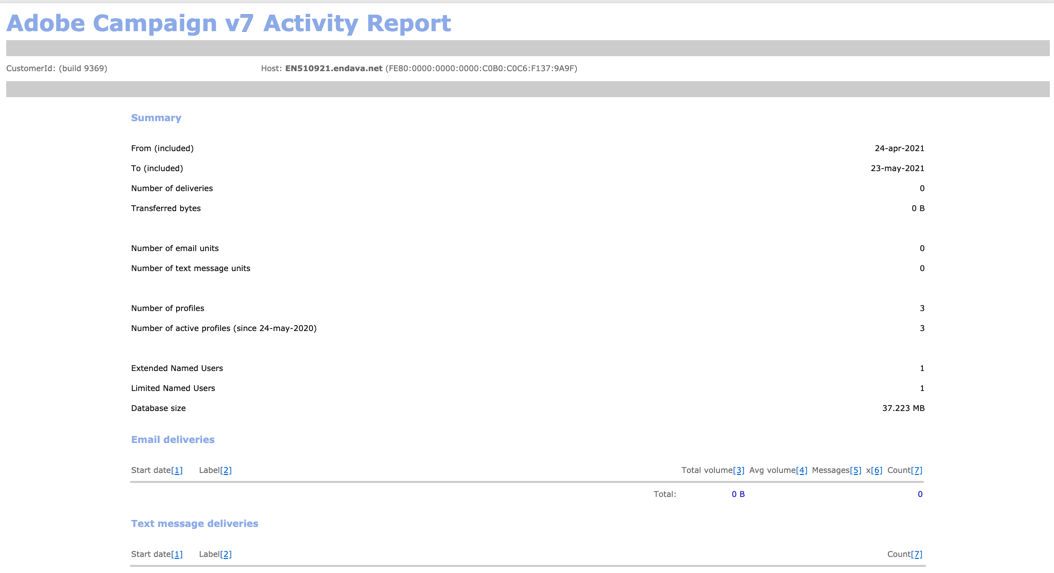 Adobe Campaign v7 Activity Report
CustomerId: (build 9369) Host: EN510921.endava.net (FE80:0000:0000:0000:C0B0:C0C6:F137:9A9F)
Summary
From (included) 24-apr-2021
To (included) 23-may-2021
Number of deliveries 0
Transferred bytes 0 B
Number of email units 0
Number of text message units 0
Number of profiles 3
Number of active profiles (since 24-may-2020) 3
Extended Named Users 1
Limited Named Users 1
Database size 37.223 MB
Email deliveries
Start date[1] Label[2] Total volume[3] Avg volume[4] Messages[5] x[6] Count[7]
Total: 0 B 0
Text message deliveries
Start date[1] Label[2] Count[7]